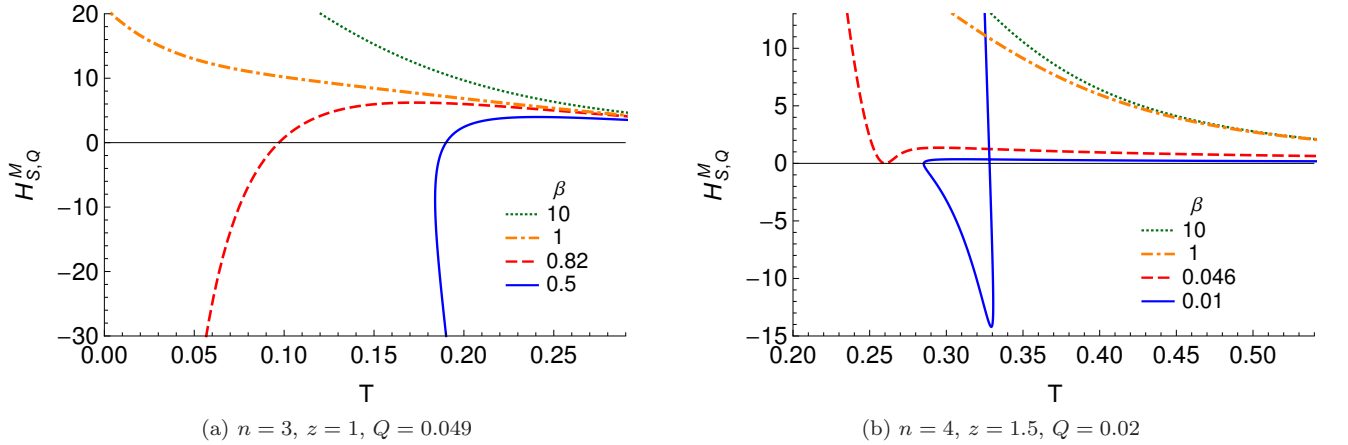 20
10
0
−10
−20
−30
0.00 0.05 0.10 0.15 0.20 0.25
H^M_{S,Q}
T
β
10
1
0.82
0.5
(a) n = 3, z = 1, Q = 0.049
10
5
0
−5
−10
−15
0.20 0.25 0.30 0.35 0.40 0.45 0.50
H^M_{S,Q}
T
β
10
1
0.046
0.01
(b) n = 4, z = 1.5, Q = 0.02